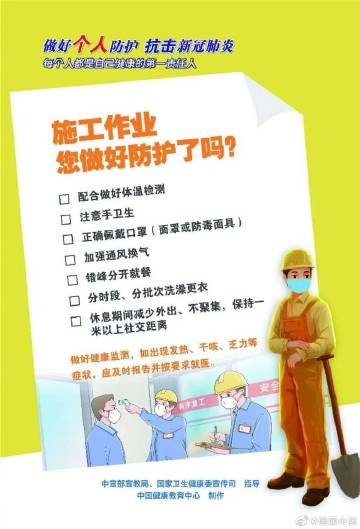 做好个人防护 抗击新冠肺炎
每个人都是自己健康的第一责任人
施工作业
您做好防护了吗?
配合做好体温检测
注意手卫生
正确佩戴口罩（面罩或防毒面具）
加强通风换气
错峰分开就餐
分时段、分批次洗澡更衣
休息期间减少外出、不聚集，保持一
米以上社交距离
做好健康监测，如出现发热、干咳、乏力等
症状，应及时报告并按要求就医。
安全
中宣部宣教局、国家卫生健康委宣传司 指导
中国健康教育中心 制作
@健康中国